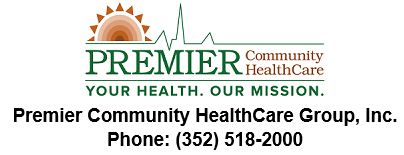 PREMIER Community HealthCare
YOUR HEALTH. OUR MISSION.
Premier Community HealthCare Group, Inc.
Phone: (352) 518-2000